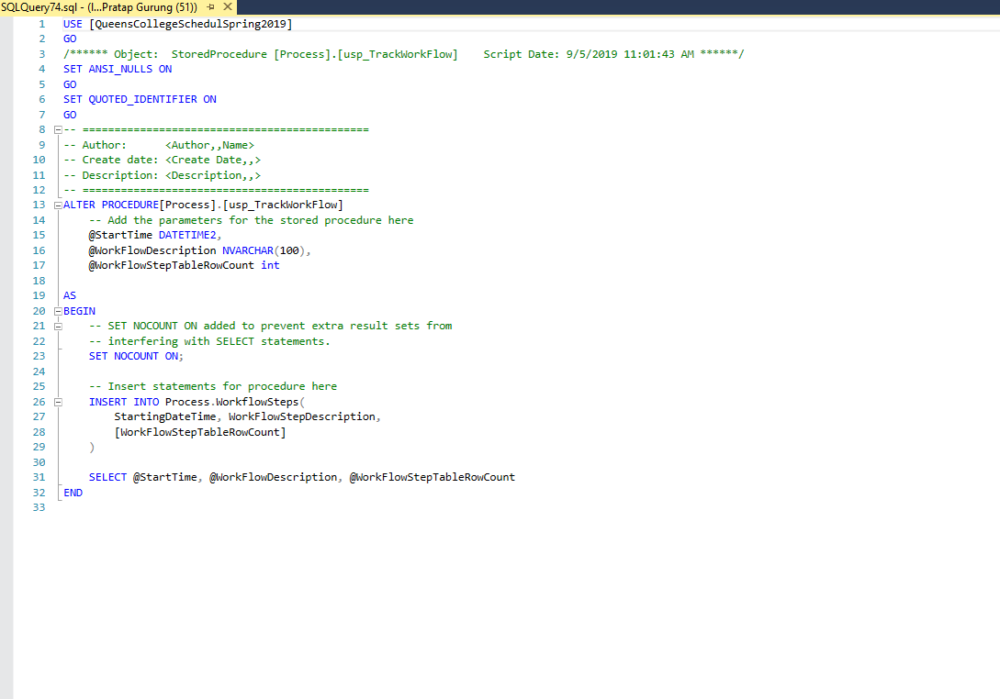 SQLQuery74.sql - (l...Pratap Gurung (51))
1 USE [QueensCollegeSchedulSpring2019]
2 GO
3 /****** Object:  StoredProcedure [Process].[usp_TrackWorkFlow]    Script Date: 9/5/2019 11:01:43 AM ******/
4 SET ANSI_NULLS ON
5 GO
6 SET QUOTED_IDENTIFIER ON
7 GO
8 -- =============================================
9 -- Author:      <Author,,Name>
10 -- Create date: <Create Date,,>
11 -- Description: <Description,,>
12 -- =============================================
13 ALTER PROCEDURE[Process].[usp_TrackWorkFlow]
14     -- Add the parameters for the stored procedure here
15     @StartTime DATETIME2,
16     @WorkFlowDescription NVARCHAR(100),
17     @WorkFlowStepTableRowCount int
18
19 AS
20 BEGIN
21     -- SET NOCOUNT ON added to prevent extra result sets from
22     -- interfering with SELECT statements.
23     SET NOCOUNT ON;
24
25     -- Insert statements for procedure here
26     INSERT INTO Process.WorkflowSteps(
27         StartingDateTime, WorkFlowStepDescription,
28         [WorkFlowStepTableRowCount]
29     )
30
31     SELECT @StartTime, @WorkFlowDescription, @WorkFlowStepTableRowCount
32 END
33